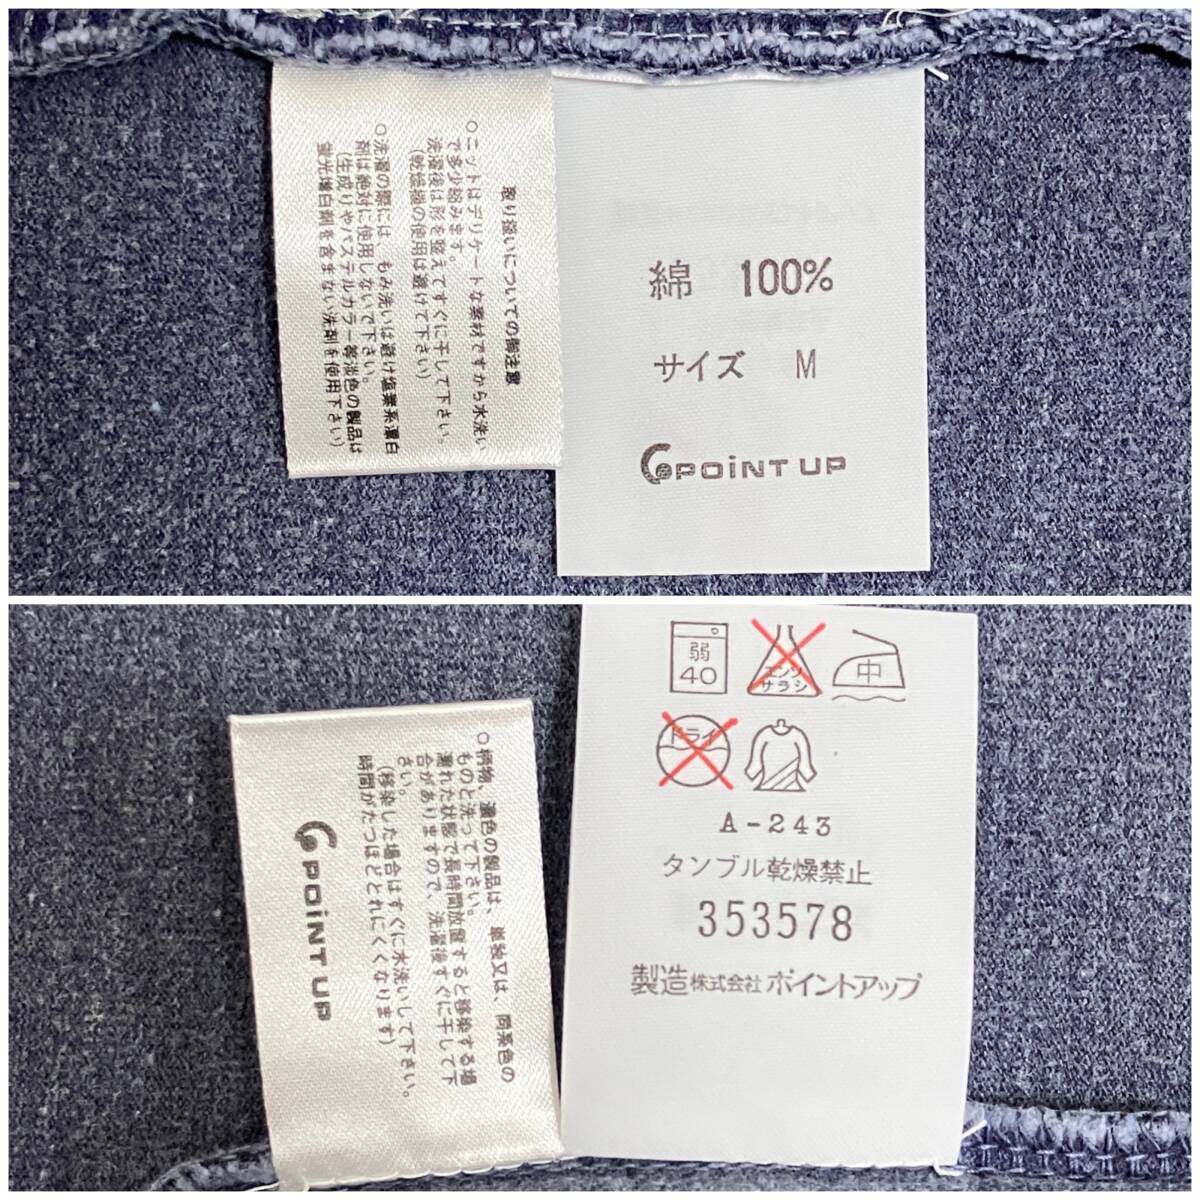 取り扱いについての御注意
○ニットはデリケートな素材ですから水洗い
で多少縮みます。
洗濯後は形を整えてすぐに干して下さい。
(乾燥機の使用は避けて下さい)
○洗濯の際には、もみ洗いは避け塩素系漂白
剤は絶対に使用しないで下さい。
(生成りやパステルカラー等淡色の製品は
蛍光増白剤を含まない洗剤を使用下さい)
綿 100%
サイズ M
POINT UP
○柄物、濃色の製品は、単独又は、同系色の
ものと洗って下さい。
濡れた状態で長時間放置すると移染する場
合がありますので、洗濯後すぐに干して下
さい。
(移染した場合はすぐに水洗いして下さい。
時間がたつほどとれにくくなります)
POINT UP
弱
40
エンソ
サラシ
中
ドライ
A-243
タンブル乾燥禁止
353578
製造株式会社ポイントアップ